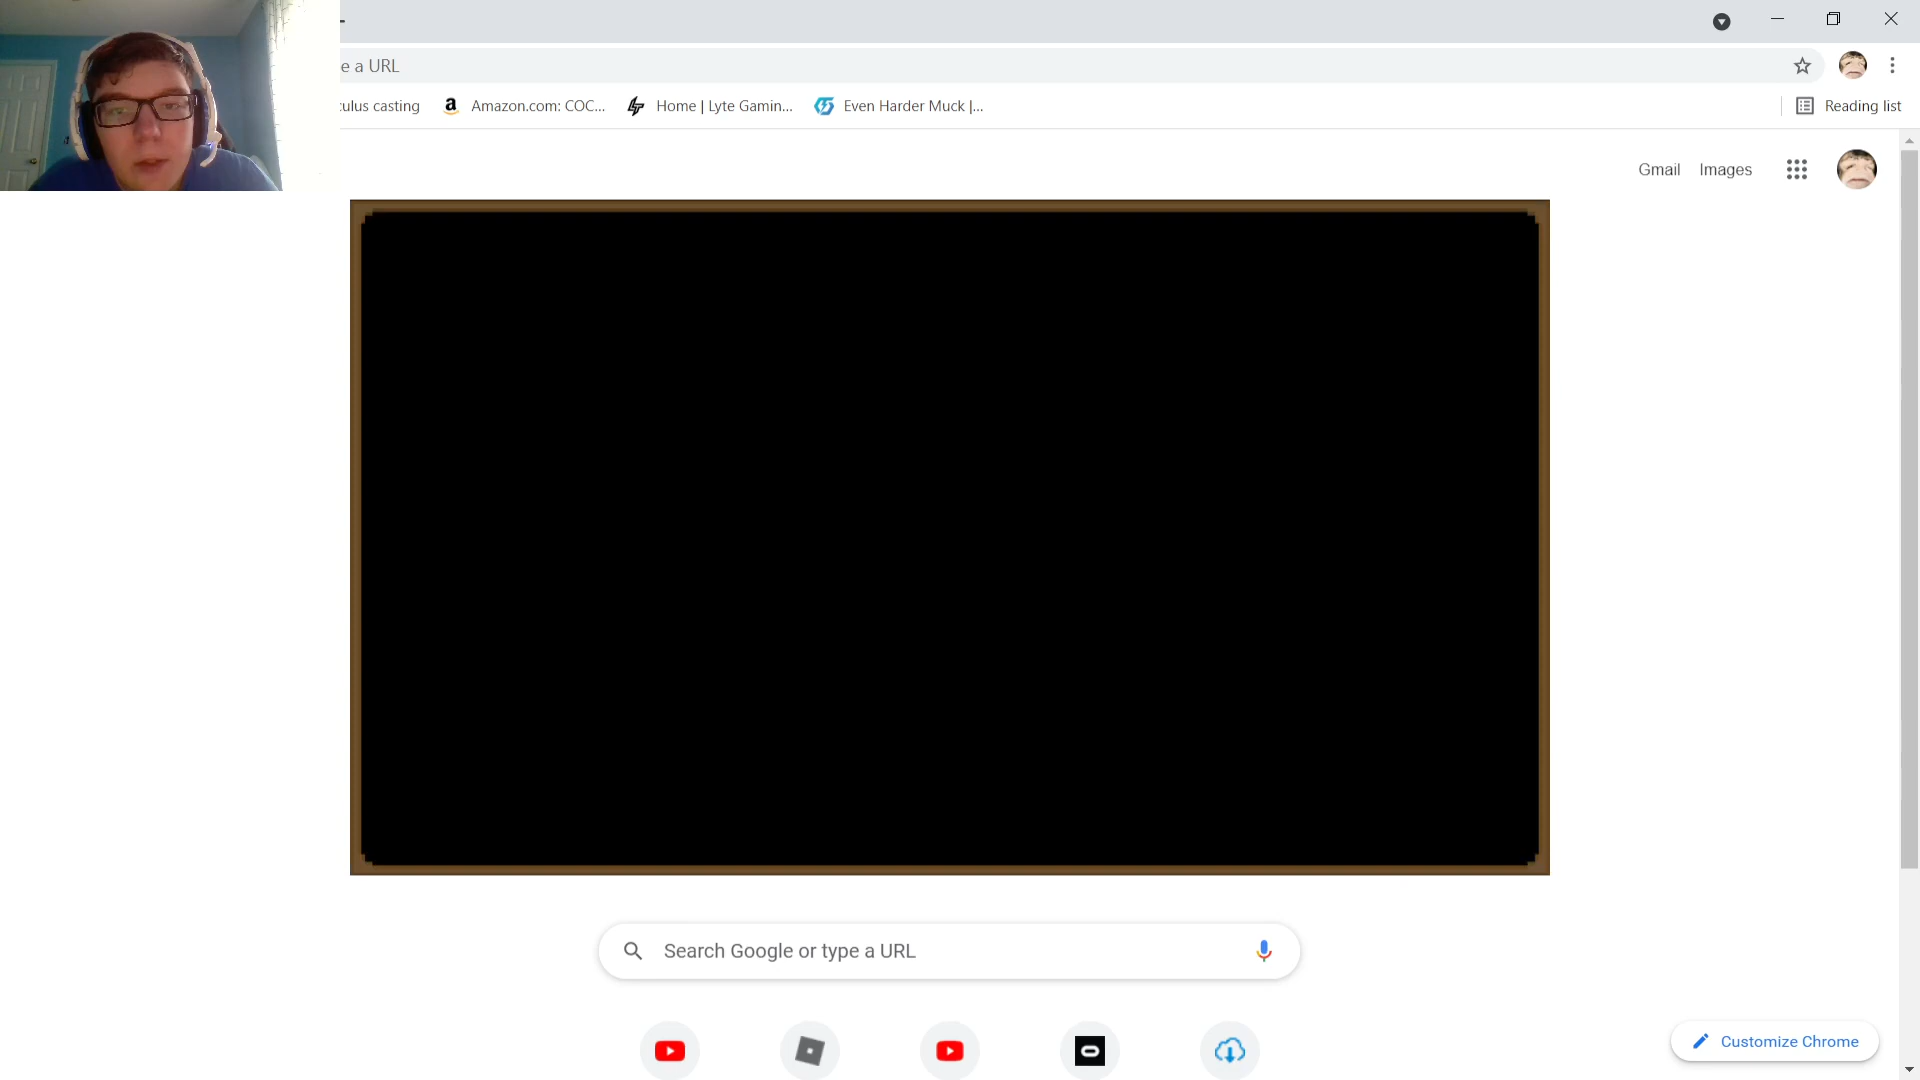 e a URL
culus casting
Amazon.com: COC...
Home | Lyte Gamin...
Even Harder Muck |...
Reading list
Gmail
Images
Search Google or type a URL
Customize Chrome